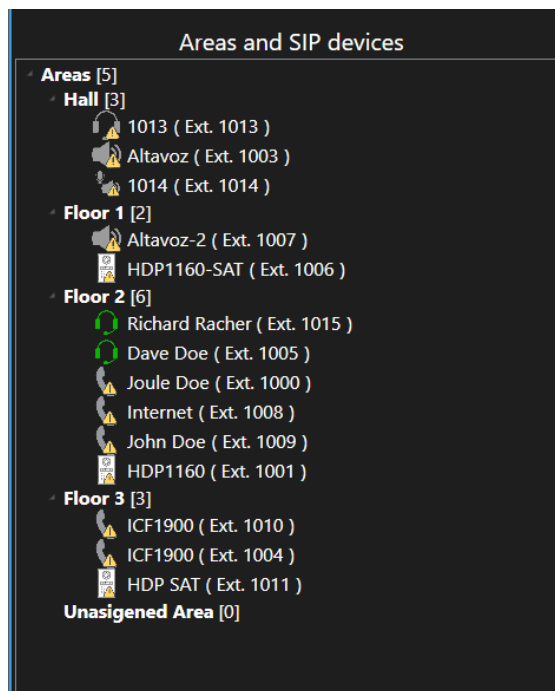 Areas and SIP devices
Areas [5]
Hall [3]
1013 ( Ext. 1013 )
Altavoz ( Ext. 1003 )
1014 ( Ext. 1014 )
Floor 1 [2]
Altavoz-2 ( Ext. 1007 )
HDP1160-SAT ( Ext. 1006 )
Floor 2 [6]
Richard Racher ( Ext. 1015 )
Dave Doe ( Ext. 1005 )
Joule Doe ( Ext. 1000 )
Internet ( Ext. 1008 )
John Doe ( Ext. 1009 )
HDP1160 ( Ext. 1001 )
Floor 3 [3]
ICF1900 ( Ext. 1010 )
ICF1900 ( Ext. 1004 )
HDP SAT ( Ext. 1011 )
Unasigened Area [0]